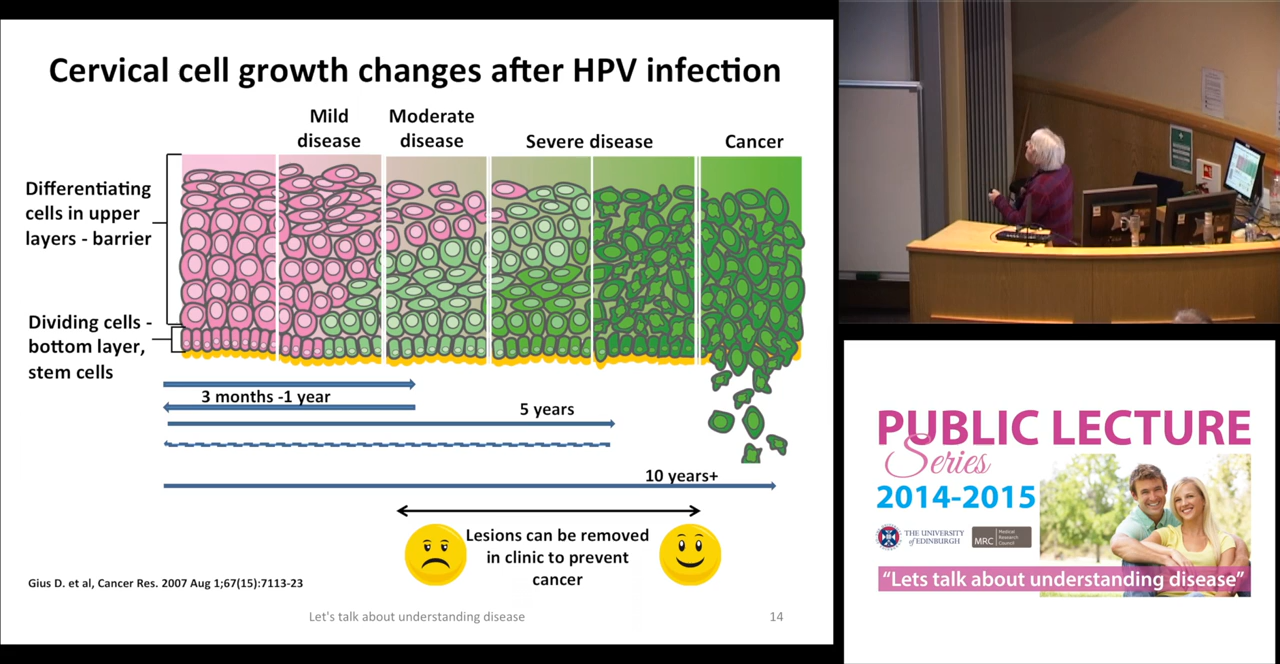 Cervical cell growth changes after HPV infection
Mild
disease
Moderate
disease
Severe disease
Cancer
Differentiating
cells in upper
layers - barrier
Dividing cells -
bottom layer,
stem cells
3 months -1 year
5 years
10 years+
Lesions can be removed
in clinic to prevent
cancer
Gius D. et al, Cancer Res. 2007 Aug 1;67(15):7113-23
Let's talk about understanding disease
14
PUBLIC LECTURE
Series
2014-2015
THE UNIVERSITY
of EDINBURGH
MRC
Medical
Research
Council
“Lets talk about understanding disease”